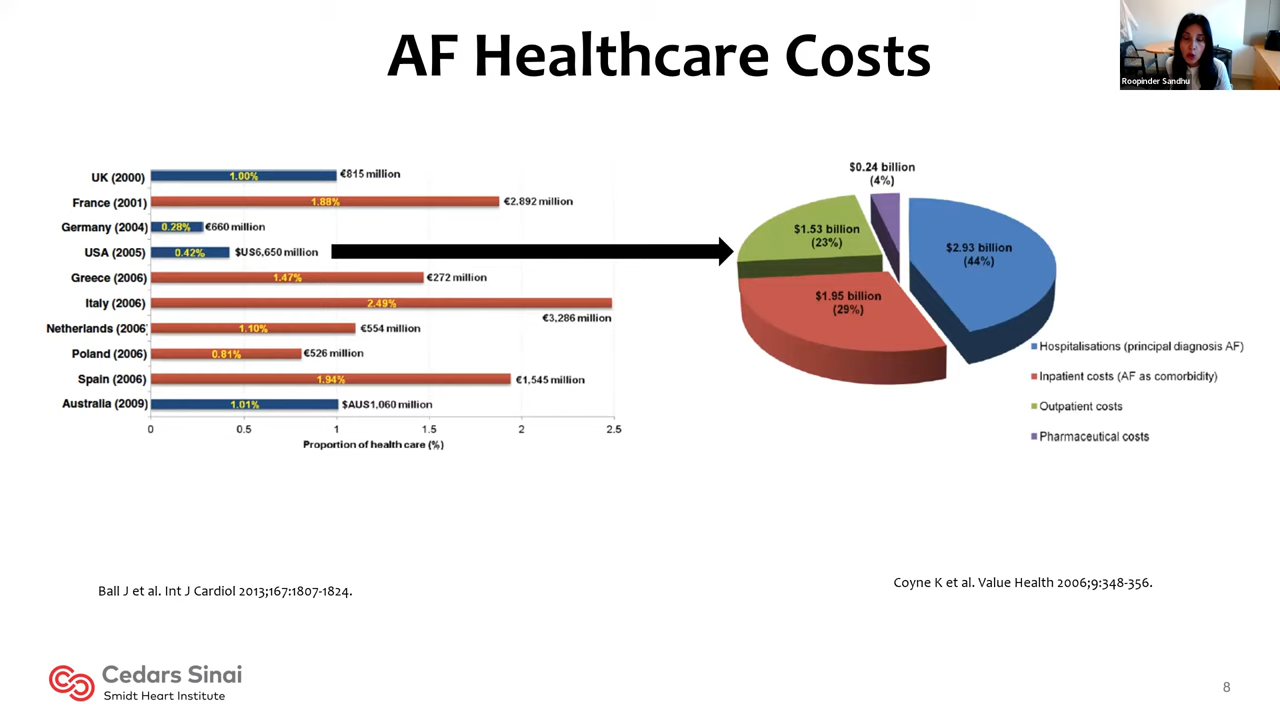 AF Healthcare Costs
Roopinder Sandhu
UK (2000) 1.00% €815 million
France (2001) 1.88% €2.892 million
Germany (2004) 0.28% €660 million
USA (2005) 0.42% $US6,650 million
Greece (2006) 1.47% €272 million
Italy (2006) 2.49%
€3,286 million
Netherlands (2006) 1.10% €554 million
Poland (2006) 0.81% €526 million
Spain (2006) 1.94% €1,545 million
Australia (2009) 1.01% $AUS1,060 million
0 0.5 1 1.5 2 2.5
Proportion of health care (%)
$0.24 billion
(4%)
$1.53 billion
(23%)
$2.93 billion
(44%)
$1.95 billion
(29%)
Hospitalisations (principal diagnosis AF)
Inpatient costs (AF as comorbidity)
Outpatient costs
Pharmaceutical costs
Ball J et al. Int J Cardiol 2013;167:1807-1824.
Coyne K et al. Value Health 2006;9:348-356.
Cedars Sinai
Smidt Heart Institute
8